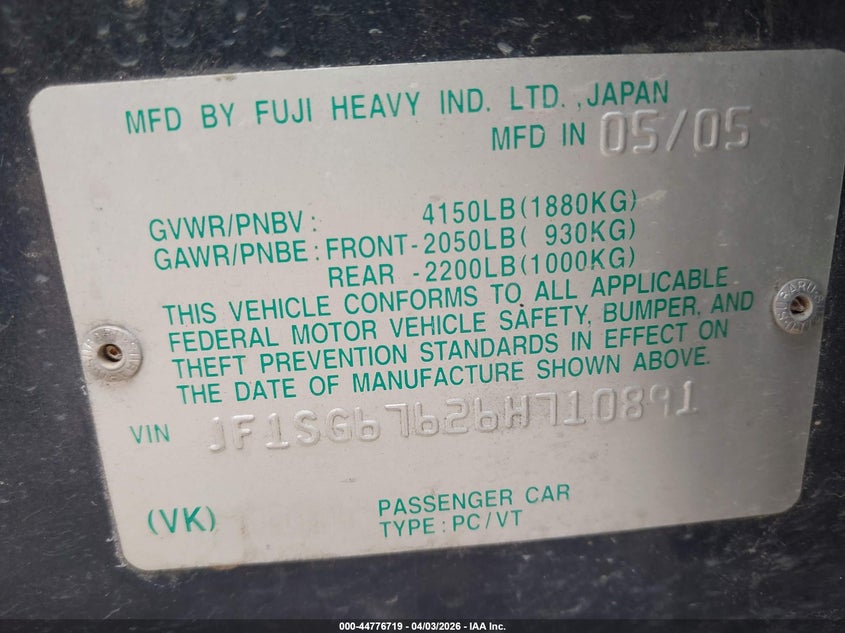 MFD BY FUJI HEAVY IND. LTD., JAPAN
MFD IN 05/05
GVWR/PNBV: 4150LB(1880KG)
GAWR/PNBE: FRONT-2050LB( 930KG)
REAR -2200LB(1000KG)
THIS VEHICLE CONFORMS TO ALL APPLICABLE
FEDERAL MOTOR VEHICLE SAFETY, BUMPER, AND
THEFT PREVENTION STANDARDS IN EFFECT ON
THE DATE OF MANUFACTURE SHOWN ABOVE.
VIN JF1SG67626H710891
(VK)
PASSENGER CAR
TYPE: PC/VT
000-44776719 - 04/03/2026 - IAA Inc.